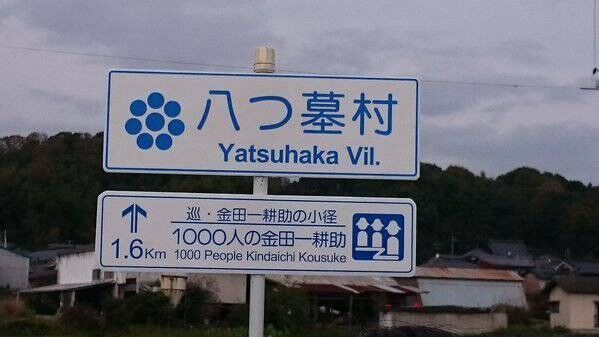 八つ墓村
Yatsuhaka Vil.
巡・金田一耕助の小径
1000人の金田一耕助
1.6Km
1000 People Kindaichi Kousuke